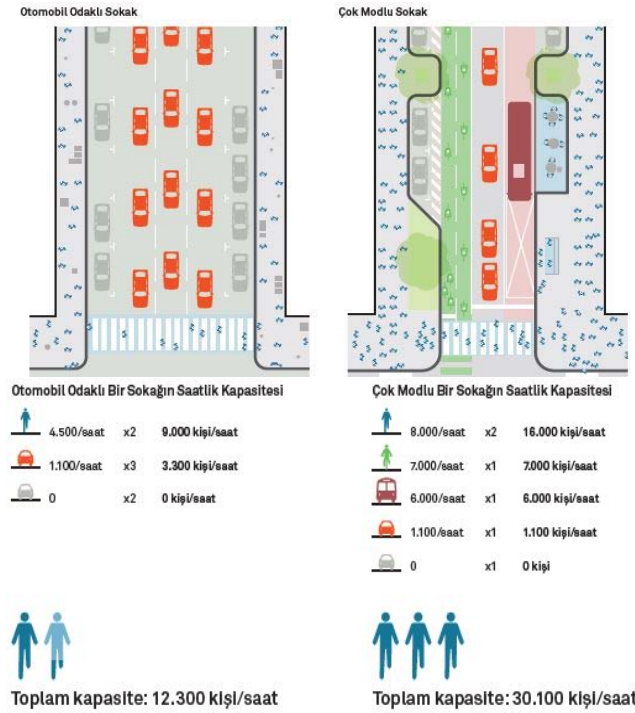 Otomobil Odaklı Sokak
Çok Modlu Sokak
Otomobil Odaklı Bir Sokağın Saatlik Kapasitesi
4.500/saat x2 9.000 kişi/saat
1.100/saat x3 3.300 kişi/saat
0 x2 0 kişi/saat
Toplam kapasite: 12.300 kişi/saat
Çok Modlu Bir Sokağın Saatlik Kapasitesi
8.000/saat x2 16.000 kişi/saat
7.000/saat x1 7.000 kişi/saat
6.000/saat x1 6.000 kişi/saat
1.100/saat x1 1.100 kişi/saat
0 x1 0 kişi
Toplam kapasite: 30.100 kişi/saat